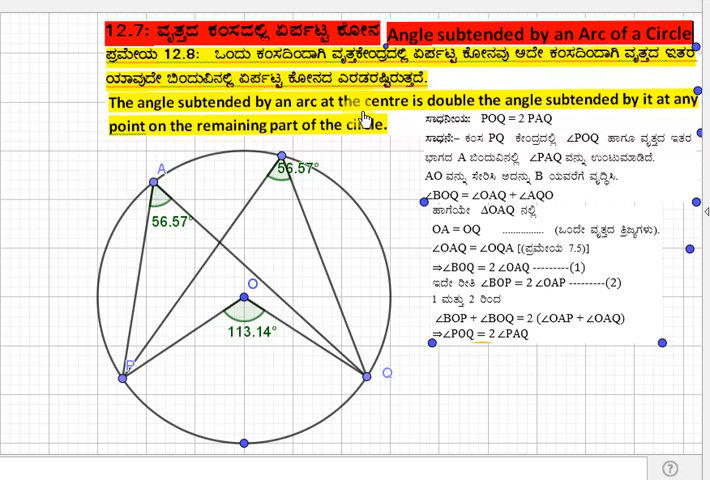 12.7: ವೃತ್ತದ ಕಂಸದಲ್ಲಿ ಏರ್ಪಟ್ಟ ಕೋನ Angle subtended by an Arc of a Circle
ಪ್ರಮೇಯ 12.8: ಒಂದು ಕಂಸದಿಂದಾಗಿ ವೃತ್ತಕೇಂದ್ರದಲ್ಲಿ ಏರ್ಪಟ್ಟ ಕೋನವು ಅದೇ ಕಂಸದಿಂದಾಗಿ ವೃತ್ತದ ಇತರ
ಯಾವುದೇ ಬಿಂದುವಿನಲ್ಲಿ ಏರ್ಪಟ್ಟ ಕೋನದ ಎರಡರಷ್ಟಿರುತ್ತದೆ.
The angle subtended by an arc at the centre is double the angle subtended by it at any
point on the remaining part of the circle.
ಸಾಧನೀಯ: POQ = 2 PAQ
ಸಾಧನೆ:- ಕಂಸ PQ ಕೇಂದ್ರದಲ್ಲಿ ∠POQ ಹಾಗೂ ವೃತ್ತದ ಇತರ
ಭಾಗದ A ಬಿಂದುವಿನಲ್ಲಿ ∠PAQ ವನ್ನು ಉಂಟುಮಾಡಿದೆ.
AO ವನ್ನು ಸೇರಿಸಿ ಅದನ್ನು B ಯವರೆಗೆ ವೃದ್ಧಿಸಿ.
∠BOQ = ∠OAQ + ∠AQO
ಹಾಗೆಯೇ ΔOAQ ನಲ್ಲಿ
OA = OQ ................ (ಒಂದೇ ವೃತ್ತದ ತ್ರಿಜ್ಯಗಳು).
∠OAQ = ∠OQA [(ಪ್ರಮೇಯ 7.5)]
⇒∠BOQ = 2 ∠OAQ ---------(1)
ಇದೇ ರೀತಿ ∠BOP = 2 ∠OAP ---------(2)
1 ಮತ್ತು 2 ರಿಂದ
∠BOP + ∠BOQ = 2 (∠OAP + ∠OAQ)
⇒∠POQ = 2 ∠PAQ
A
56.57°
56.57°
O
113.14°
P
Q